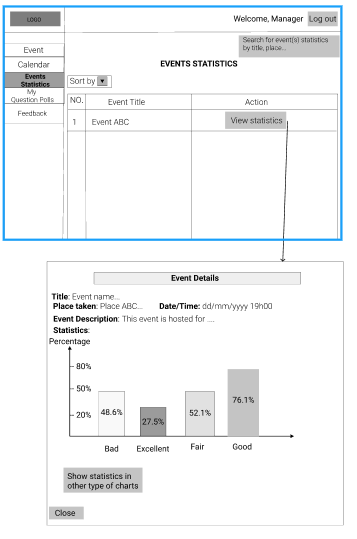 LOGO
Welcome, Manager Log out
Search for event(s) statistics
by title, place...
Event
Calendar
EVENTS STATISTICS
Events
Statistics
Sort by
My
Question Polls
NO. Event Title Action
Feedback
1 Event ABC View statistics
Event Details
Title: Event name...
Place taken: Place ABC... Date/Time: dd/mm/yyyy 19h00
Event Description: This event is hosted for ....
Statistics:
Percentage
80%
50%
20%
48.6%
27.5%
52.1%
76.1%
Bad Excellent Fair Good
Show statistics in
other type of charts
Close